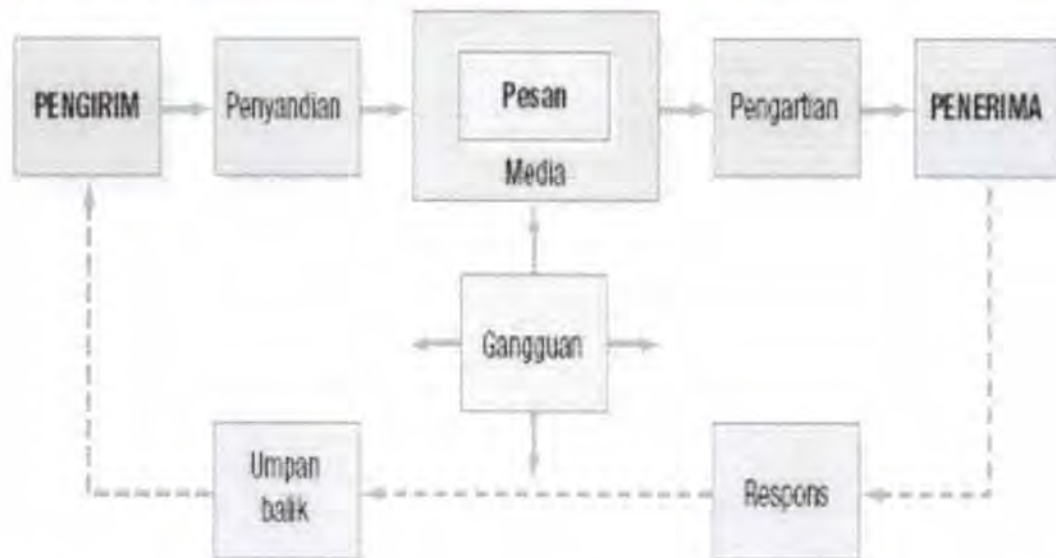 PENGIRIM
Penyandian
Pesan
Media
Pengartian
PENERIMA
Gangguan
Umpan
balik
Respons